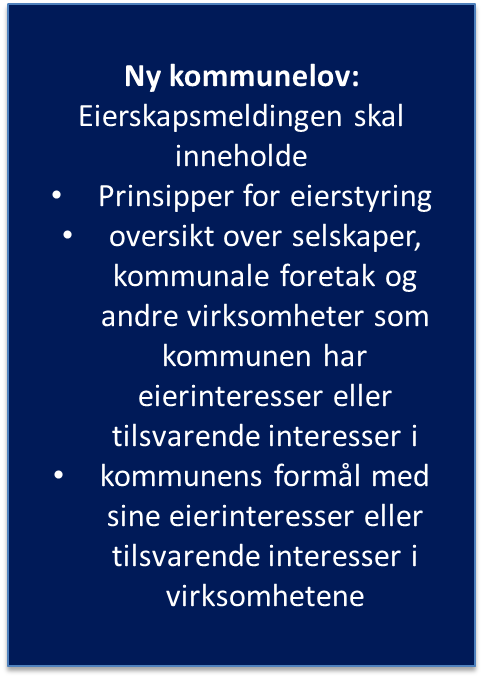 Ny kommunelov:
Eierskapsmeldingen skal
inneholde
• Prinsipper for eierstyring
• oversikt over selskaper,
kommunale foretak og
andre virksomheter som
kommunen har
eierinteresser eller
tilsvarende interesser i
• kommunens formål med
sine eierinteresser eller
tilsvarende interesser i
virksomhetene